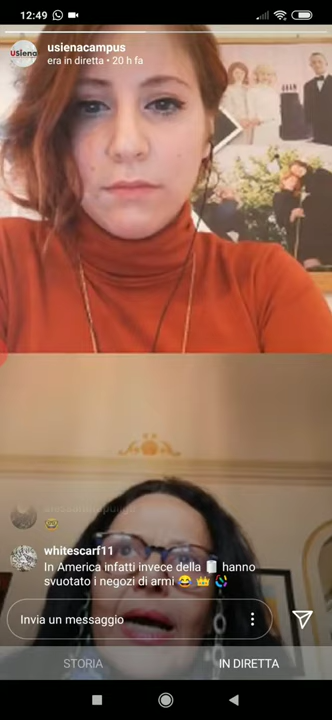 12:49
usienacampus
USiena
era in diretta • 20 h fa
🤓
whitescarf11
In America infatti invece della 🧻 hanno
svuotato i negozi di armi 😂 👑 🧿
Invia un messaggio
STORIA
IN DIRETTA